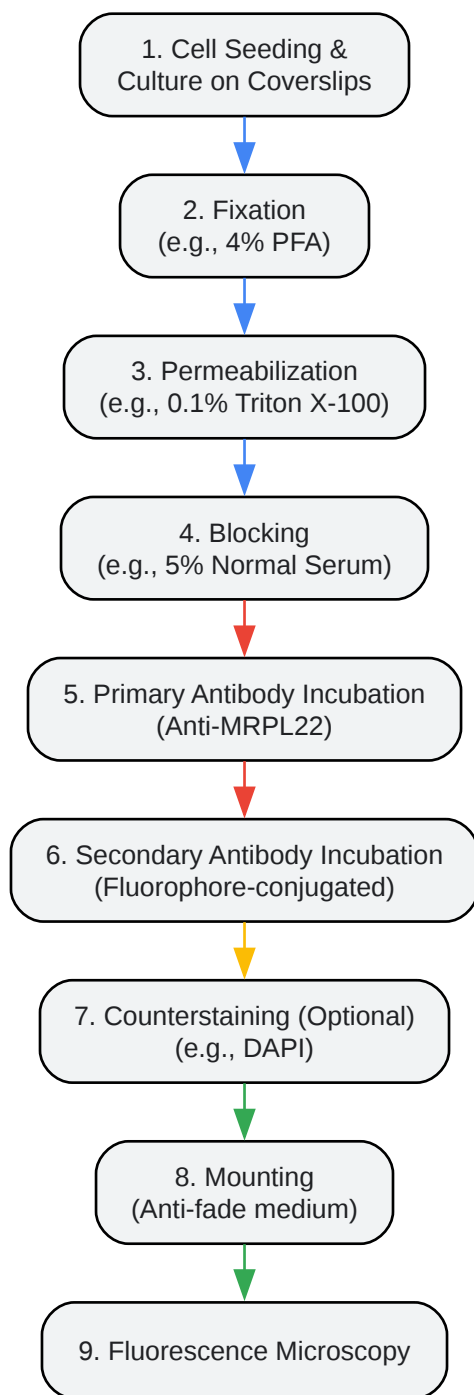 1. Cell Seeding &
Culture on Coverslips
2. Fixation
(e.g., 4% PFA)
3. Permeabilization
(e.g., 0.1% Triton X-100)
4. Blocking
(e.g., 5% Normal Serum)
5. Primary Antibody Incubation
(Anti-MRPL22)
6. Secondary Antibody Incubation
(Fluorophore-conjugated)
7. Counterstaining (Optional)
(e.g., DAPI)
8. Mounting
(Anti-fade medium)
9. Fluorescence Microscopy